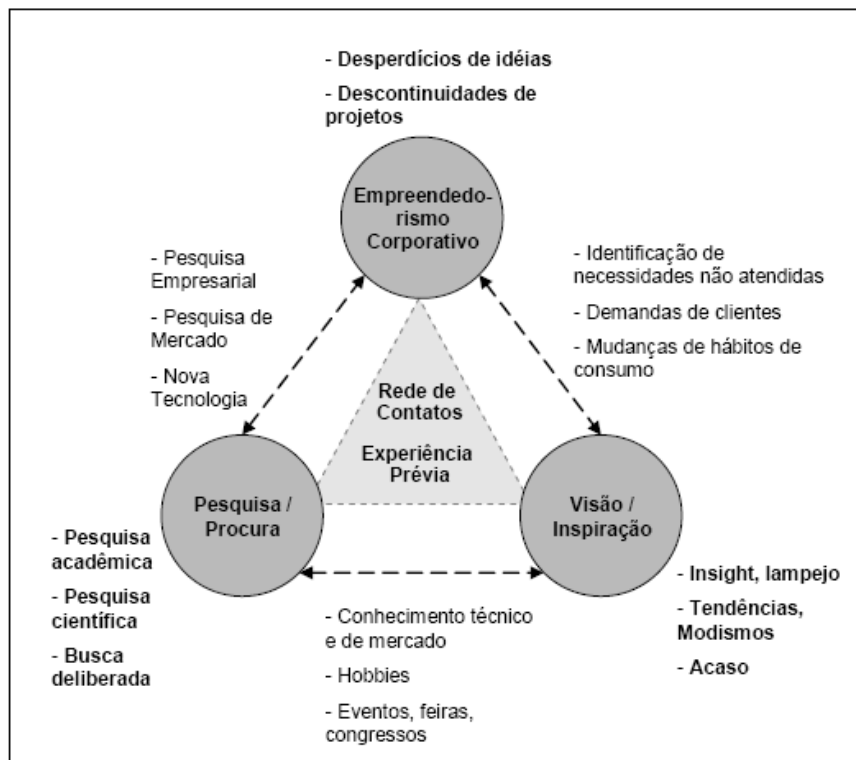 - Desperdícios de idéias
- Descontinuidades de
projetos
Empreendedo-
rismo
Corporativo
- Pesquisa
Empresarial
- Pesquisa de
Mercado
- Nova
Tecnologia
- Identificação de
necessidades não atendidas
- Demandas de clientes
- Mudanças de hábitos de
consumo
Rede de
Contatos
Experiência
Prévia
Pesquisa /
Procura
Visão /
Inspiração
- Pesquisa
acadêmica
- Pesquisa
científica
- Busca
deliberada
- Conhecimento técnico
e de mercado
- Hobbies
- Eventos, feiras,
congressos
- Insight, lampejo
- Tendências,
Modismos
- Acaso